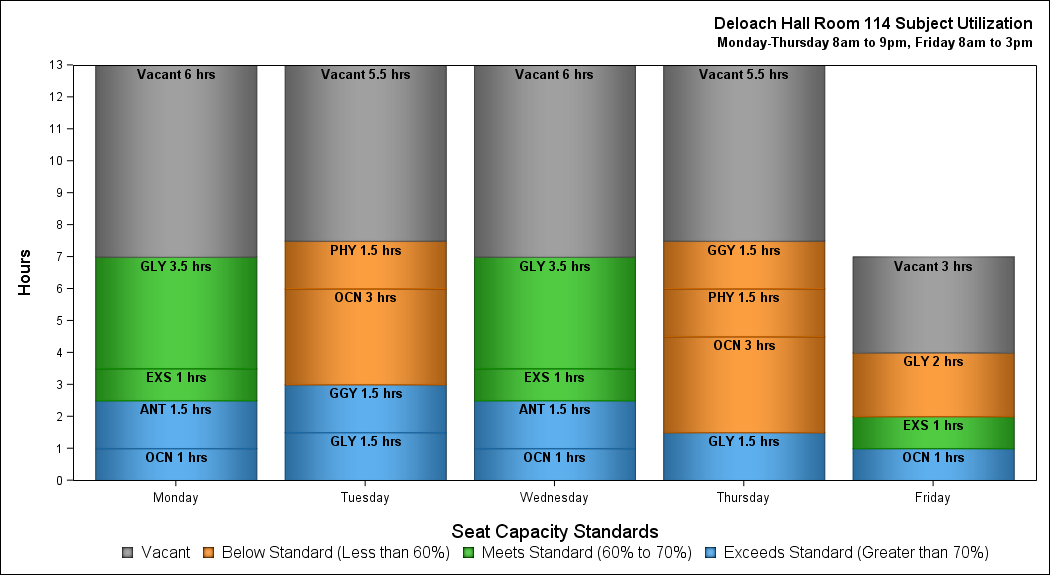 Deloach Hall Room 114 Subject Utilization
Monday-Thursday 8am to 9pm, Friday 8am to 3pm
Hours
13
12
11
10
9
8
7
6
5
4
3
2
1
0
Vacant 6 hrs
GLY 3.5 hrs
EXS 1 hrs
ANT 1.5 hrs
OCN 1 hrs
Vacant 5.5 hrs
PHY 1.5 hrs
OCN 3 hrs
GGY 1.5 hrs
GLY 1.5 hrs
Vacant 6 hrs
GLY 3.5 hrs
EXS 1 hrs
ANT 1.5 hrs
OCN 1 hrs
Vacant 5.5 hrs
GGY 1.5 hrs
PHY 1.5 hrs
OCN 3 hrs
GLY 1.5 hrs
Vacant 3 hrs
GLY 2 hrs
EXS 1 hrs
OCN 1 hrs
Monday Tuesday Wednesday Thursday Friday
Seat Capacity Standards
Vacant Below Standard (Less than 60%) Meets Standard (60% to 70%) Exceeds Standard (Greater than 70%)